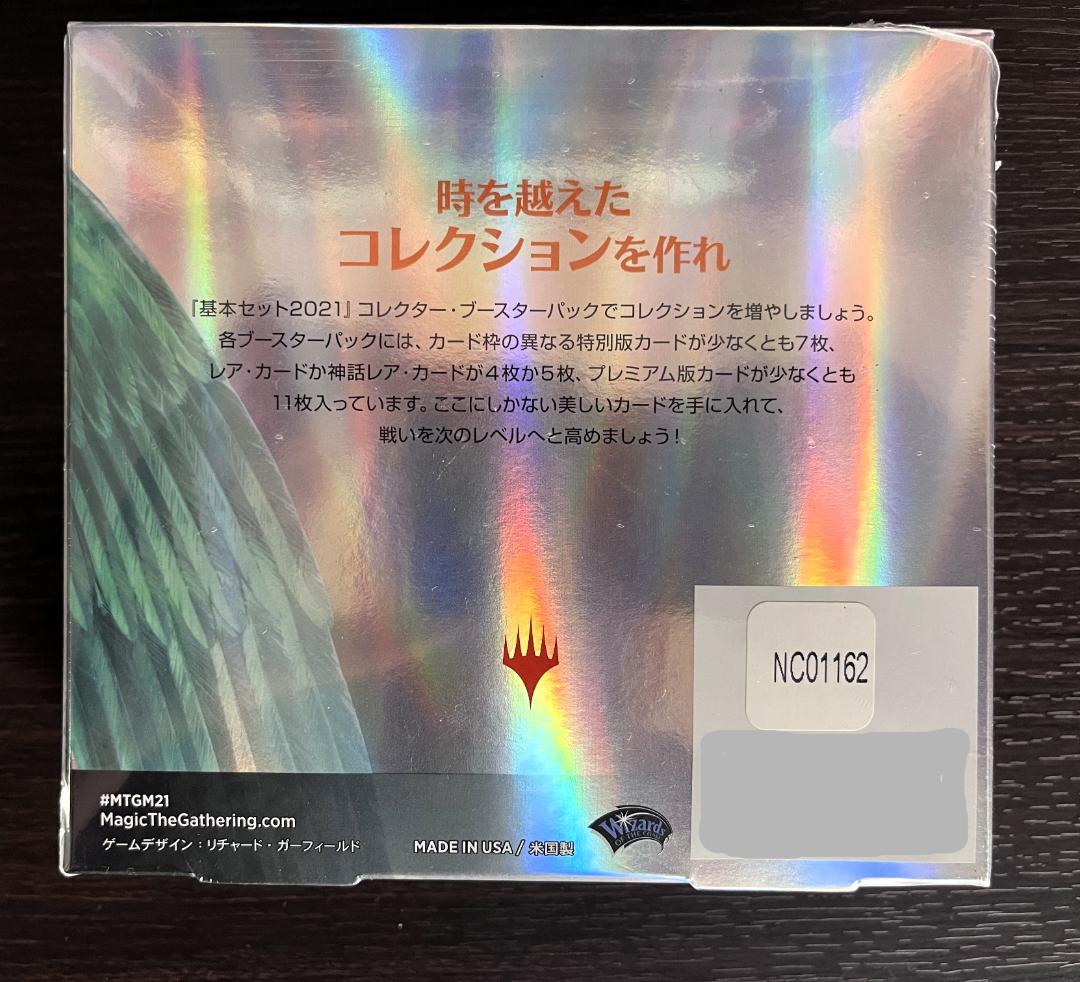 時を越えた
コレクションを作れ
『基本セット2021』コレクター・ブースターパックでコレクションを増やしましょう。
各ブースターパックには、カード枠の異なる特別版カードが少なくとも7枚、
レア・カードか神話レア・カードが4枚か5枚、プレミアム版カードが少なくとも
11枚入っています。ここにしかない美しいカードを手に入れて、
戦いを次のレベルへと高めましょう!
NC01162
#MTGM21
MagicTheGathering.com
ゲームデザイン:リチャード・ガーフィールド
MADE IN USA / 米国製
Wizards
OF THE COAST